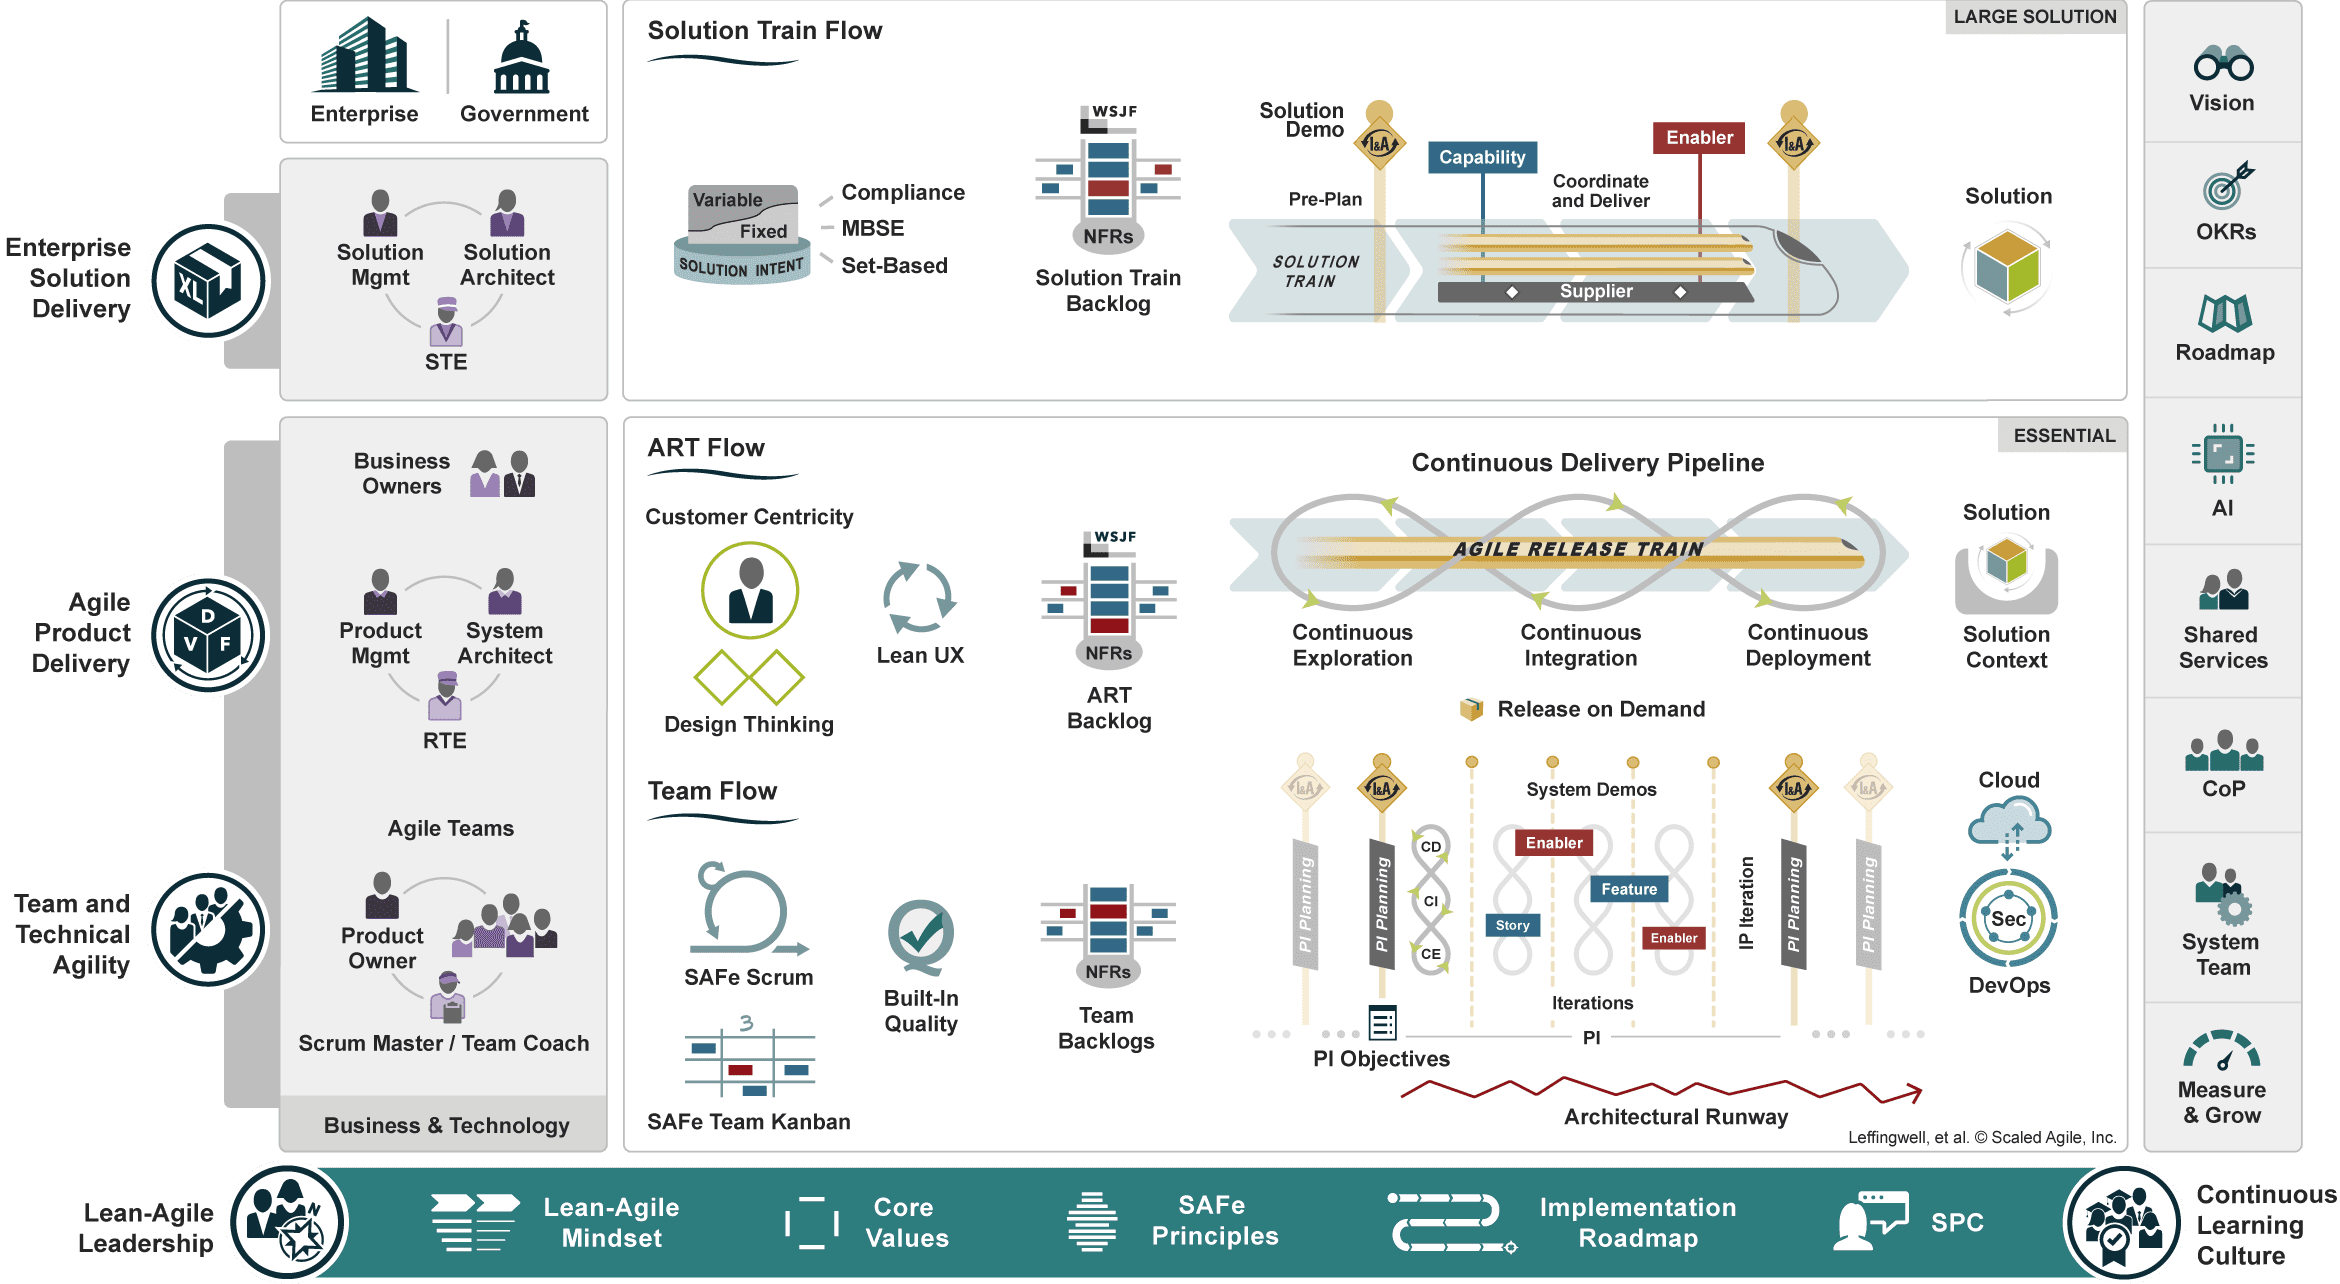 Enterprise
Government
Solution Train Flow
LARGE SOLUTION
Enterprise
Solution
Delivery
XL
Solution
Mgmt
Solution
Architect
STE
Variable
Fixed
SOLUTION INTENT
Compliance
MBSE
Set-Based
WSJF
NFRs
Solution Train
Backlog
Solution
Demo
I&A
Pre-Plan
Capability
Coordinate
and Deliver
Enabler
I&A
SOLUTION
TRAIN
Supplier
Solution
Vision
OKRs
Roadmap
AI
Shared
Services
CoP
System
Team
Measure
& Grow
Agile
Product
Delivery
D
V
F
Team and
Technical
Agility
Business
Owners
Product
Mgmt
System
Architect
RTE
Agile Teams
Product
Owner
Scrum Master / Team Coach
Business & Technology
ESSENTIAL
ART Flow
Customer Centricity
Lean UX
Design Thinking
WSJF
NFRs
ART
Backlog
Continuous Delivery Pipeline
AGILE RELEASE TRAIN
Continuous
Exploration
Continuous
Integration
Continuous
Deployment
Release on Demand
Solution
Solution
Context
Team Flow
SAFe Scrum
Built-In
Quality
3
SAFe Team Kanban
NFRs
Team
Backlogs
I&A
PI Planning
I&A
PI Planning
System Demos
CD
CI
CE
Enabler
Feature
Story
Enabler
IP Iteration
I&A
PI Planning
I&A
PI Planning
Iterations
PI
PI Objectives
Architectural Runway
Cloud
Sec
DevOps
Leffingwell, et al. © Scaled Agile, Inc.
Lean-Agile
Leadership
N
Lean-Agile
Mindset
Core
Values
SAFe
Principles
Implementation
Roadmap
SPC
Continuous
Learning
Culture